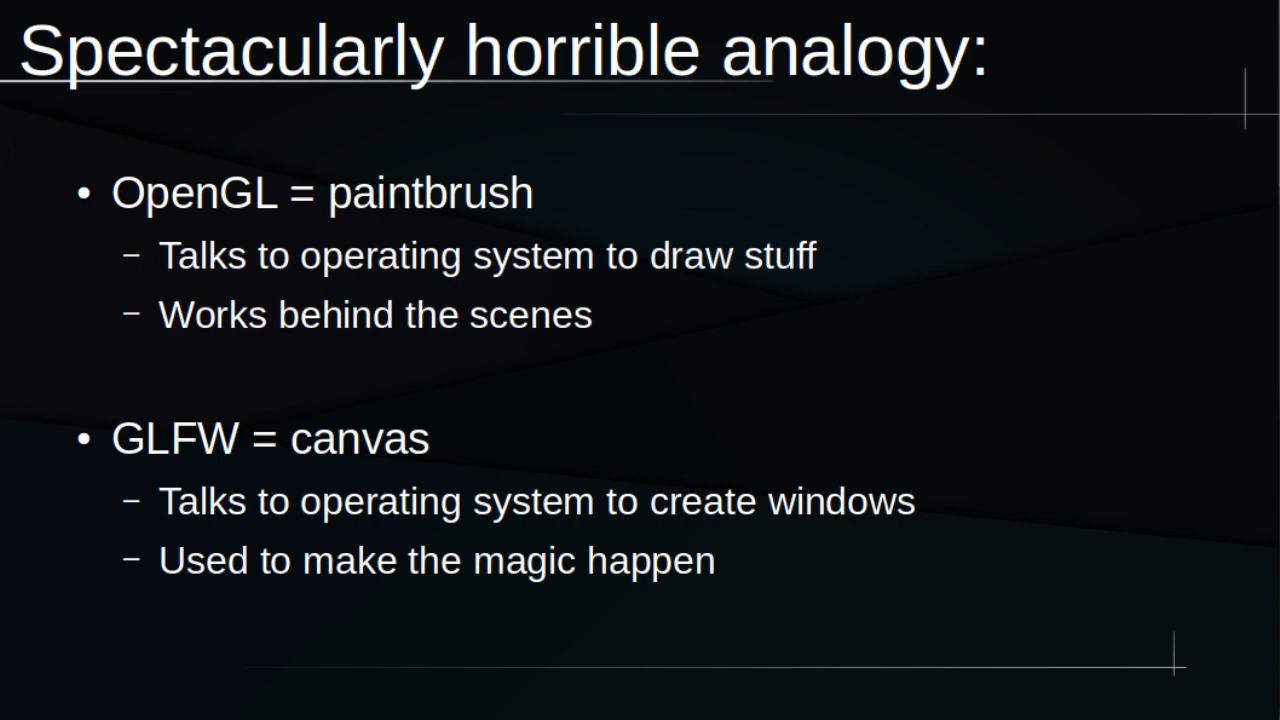 Spectacularly horrible analogy:
• OpenGL = paintbrush
– Talks to operating system to draw stuff
– Works behind the scenes
• GLFW = canvas
– Talks to operating system to create windows
– Used to make the magic happen